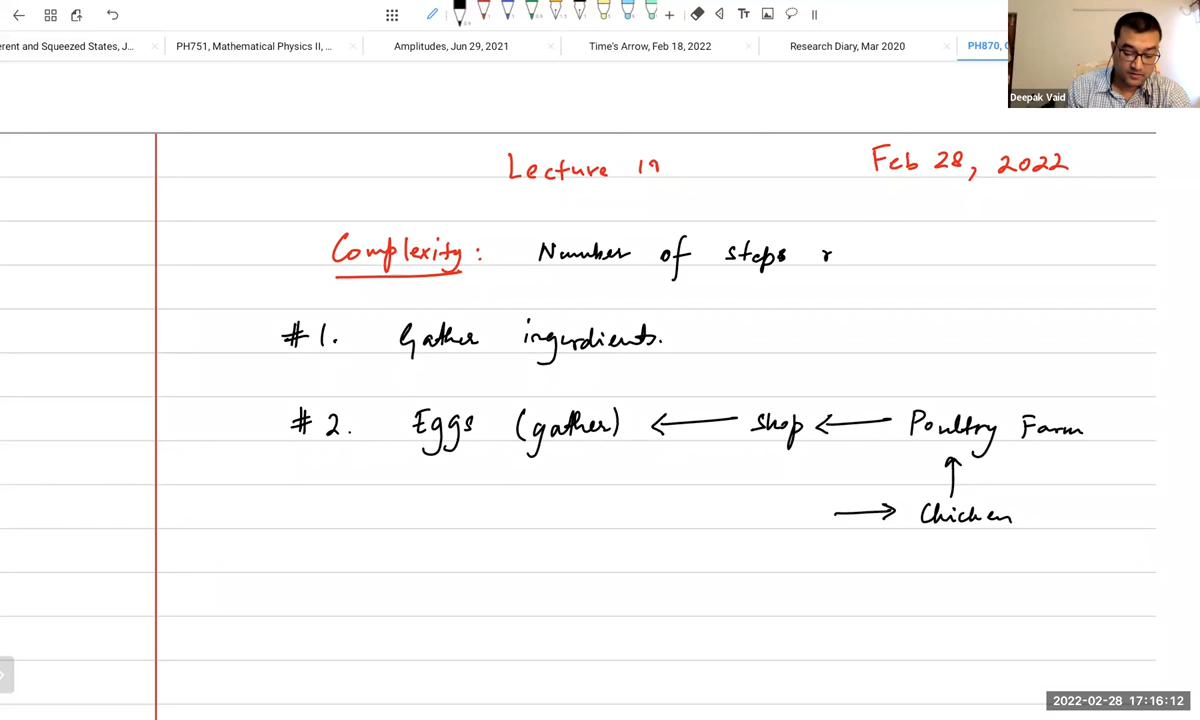 erent and Squeezed States, J... PH751, Mathematical Physics II, ... Amplitudes, Jun 29, 2021 Time's Arrow, Feb 18, 2022 Research Diary, Mar 2020 PH870,
Deepak Vaid
Lecture 19 Feb 28, 2022
Complexity: Number of steps r
#1. Gather ingredients.
#2. Eggs (gather) ← Shop ← Poultry Farm
↑
→ Chicken
2022-02-28 17:16:12